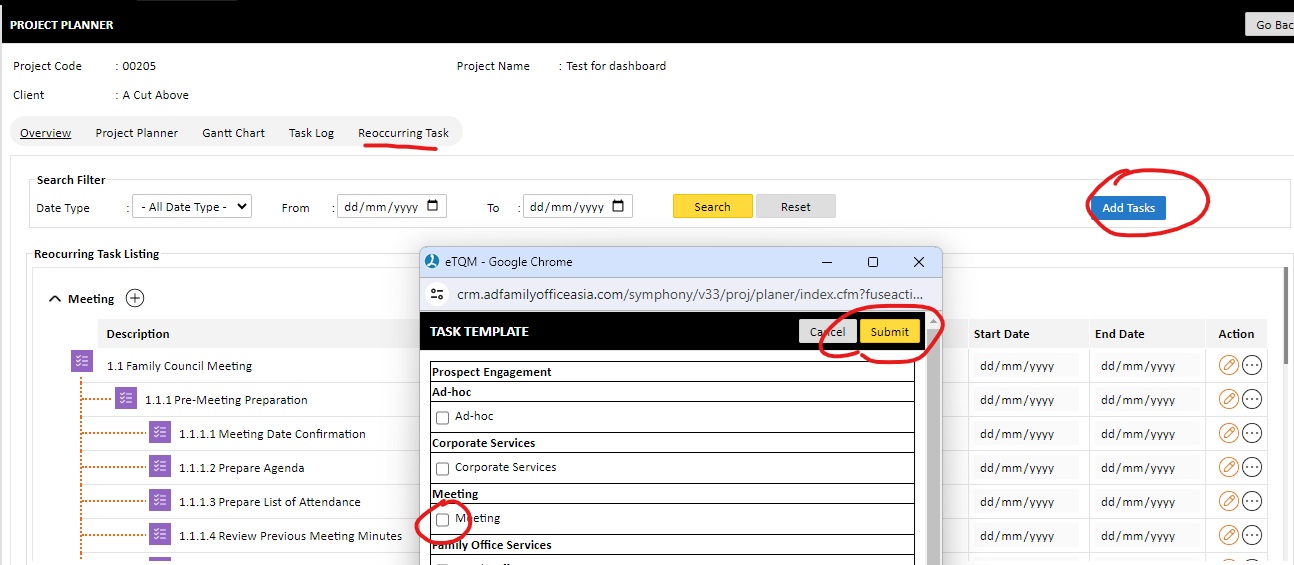 PROJECT PLANNER
Go Bac
Project Code : 00205
Project Name : Test for dashboard
Client : A Cut Above
Overview Project Planner Gantt Chart Task Log Reoccurring Task
Search Filter
Date Type : - All Date Type - From : dd/mm/yyyy To : dd/mm/yyyy Search Reset Add Tasks
Reocurring Task Listing
Meeting
Description Start Date End Date Action
1.1 Family Council Meeting dd/mm/yyyy dd/mm/yyyy
1.1.1 Pre-Meeting Preparation dd/mm/yyyy dd/mm/yyyy
1.1.1.1 Meeting Date Confirmation dd/mm/yyyy dd/mm/yyyy
1.1.1.2 Prepare Agenda dd/mm/yyyy dd/mm/yyyy
1.1.1.3 Prepare List of Attendance dd/mm/yyyy dd/mm/yyyy
1.1.1.4 Review Previous Meeting Minutes dd/mm/yyyy dd/mm/yyyy
eTQM - Google Chrome
crm.adfamilyofficeasia.com/symphony/v33/proj/planer/index.cfm?fuseacti...
TASK TEMPLATE Cancel Submit
Prospect Engagement
Ad-hoc
Ad-hoc
Corporate Services
Corporate Services
Meeting
Meeting
Family Office Services